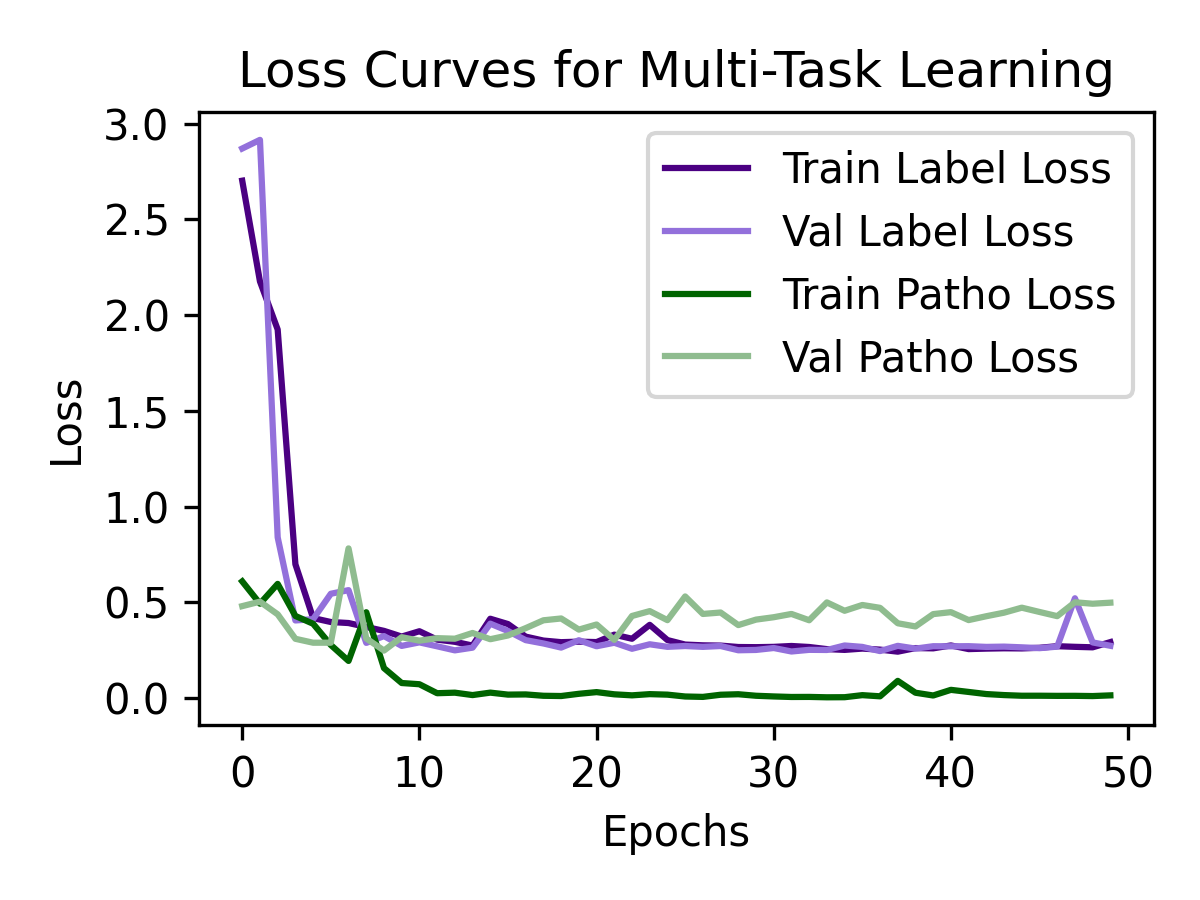 Loss Curves for Multi-Task Learning
3.0
2.5
2.0
1.5
1.0
0.5
0.0
Loss
Train Label Loss
Val Label Loss
Train Patho Loss
Val Patho Loss
0 10 20 30 40 50
Epochs